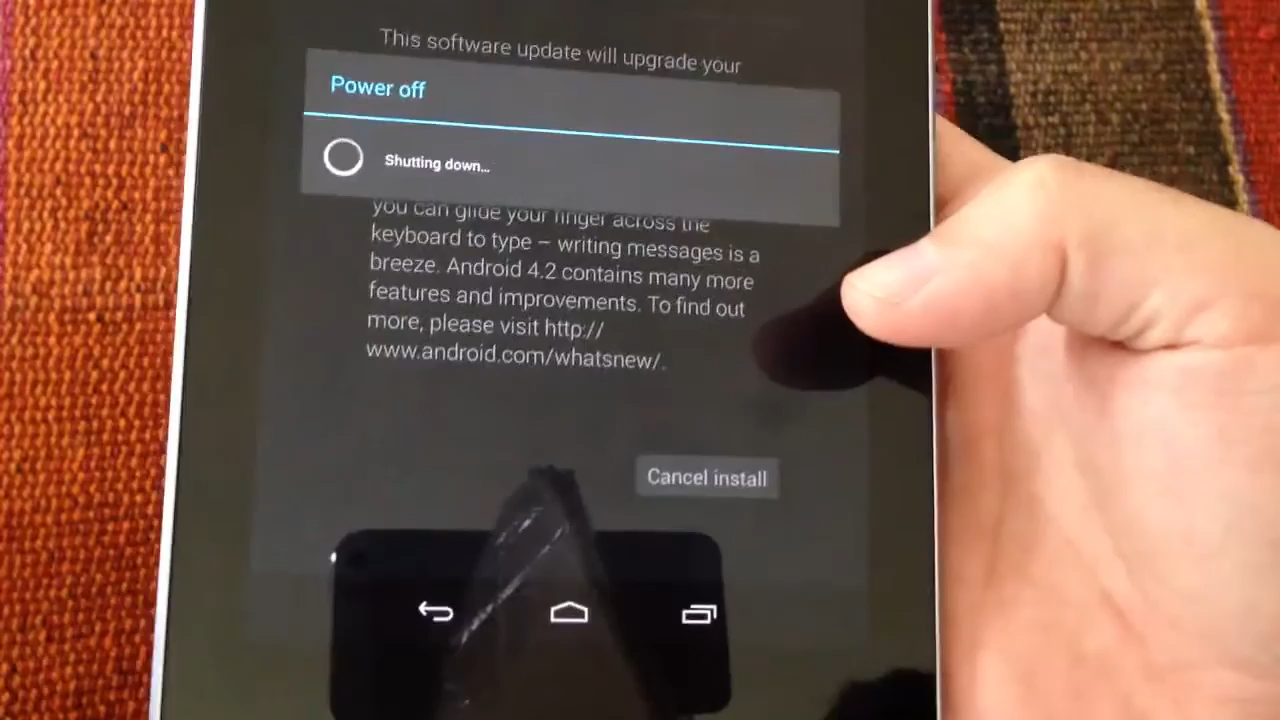 This software update will upgrade your
Power off
Shutting down...
you can glide your finger across the
keyboard to type – writing messages is a
breeze. Android 4.2 contains many more
features and improvements. To find out
more, please visit http://
www.android.com/whatsnew/.
Cancel install